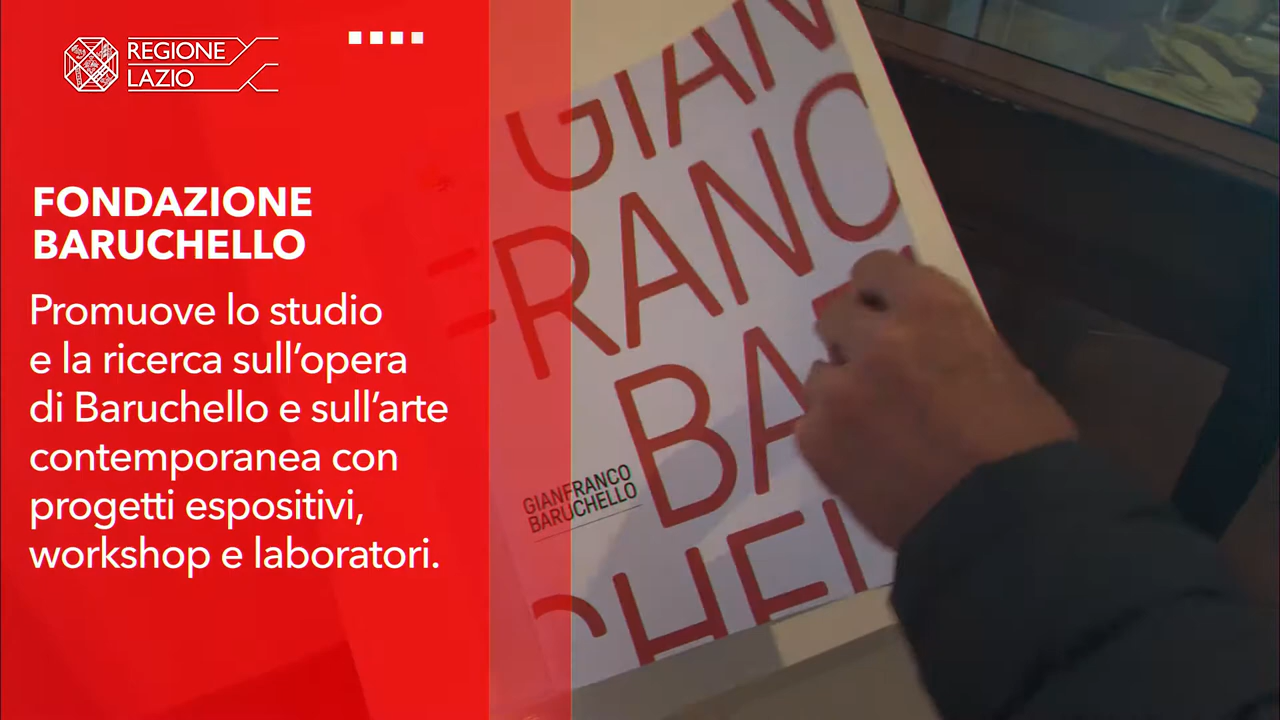 REGIONE
LAZIO
FONDAZIONE
BARUCHELLO
Promuove lo studio
e la ricerca sull'opera
di Baruchello e sull'arte
contemporanea con
progetti espositivi,
workshop e laboratori.
GIAN
FRANC
BA
CHEL
GIANFRANCO
BARUCHELLO